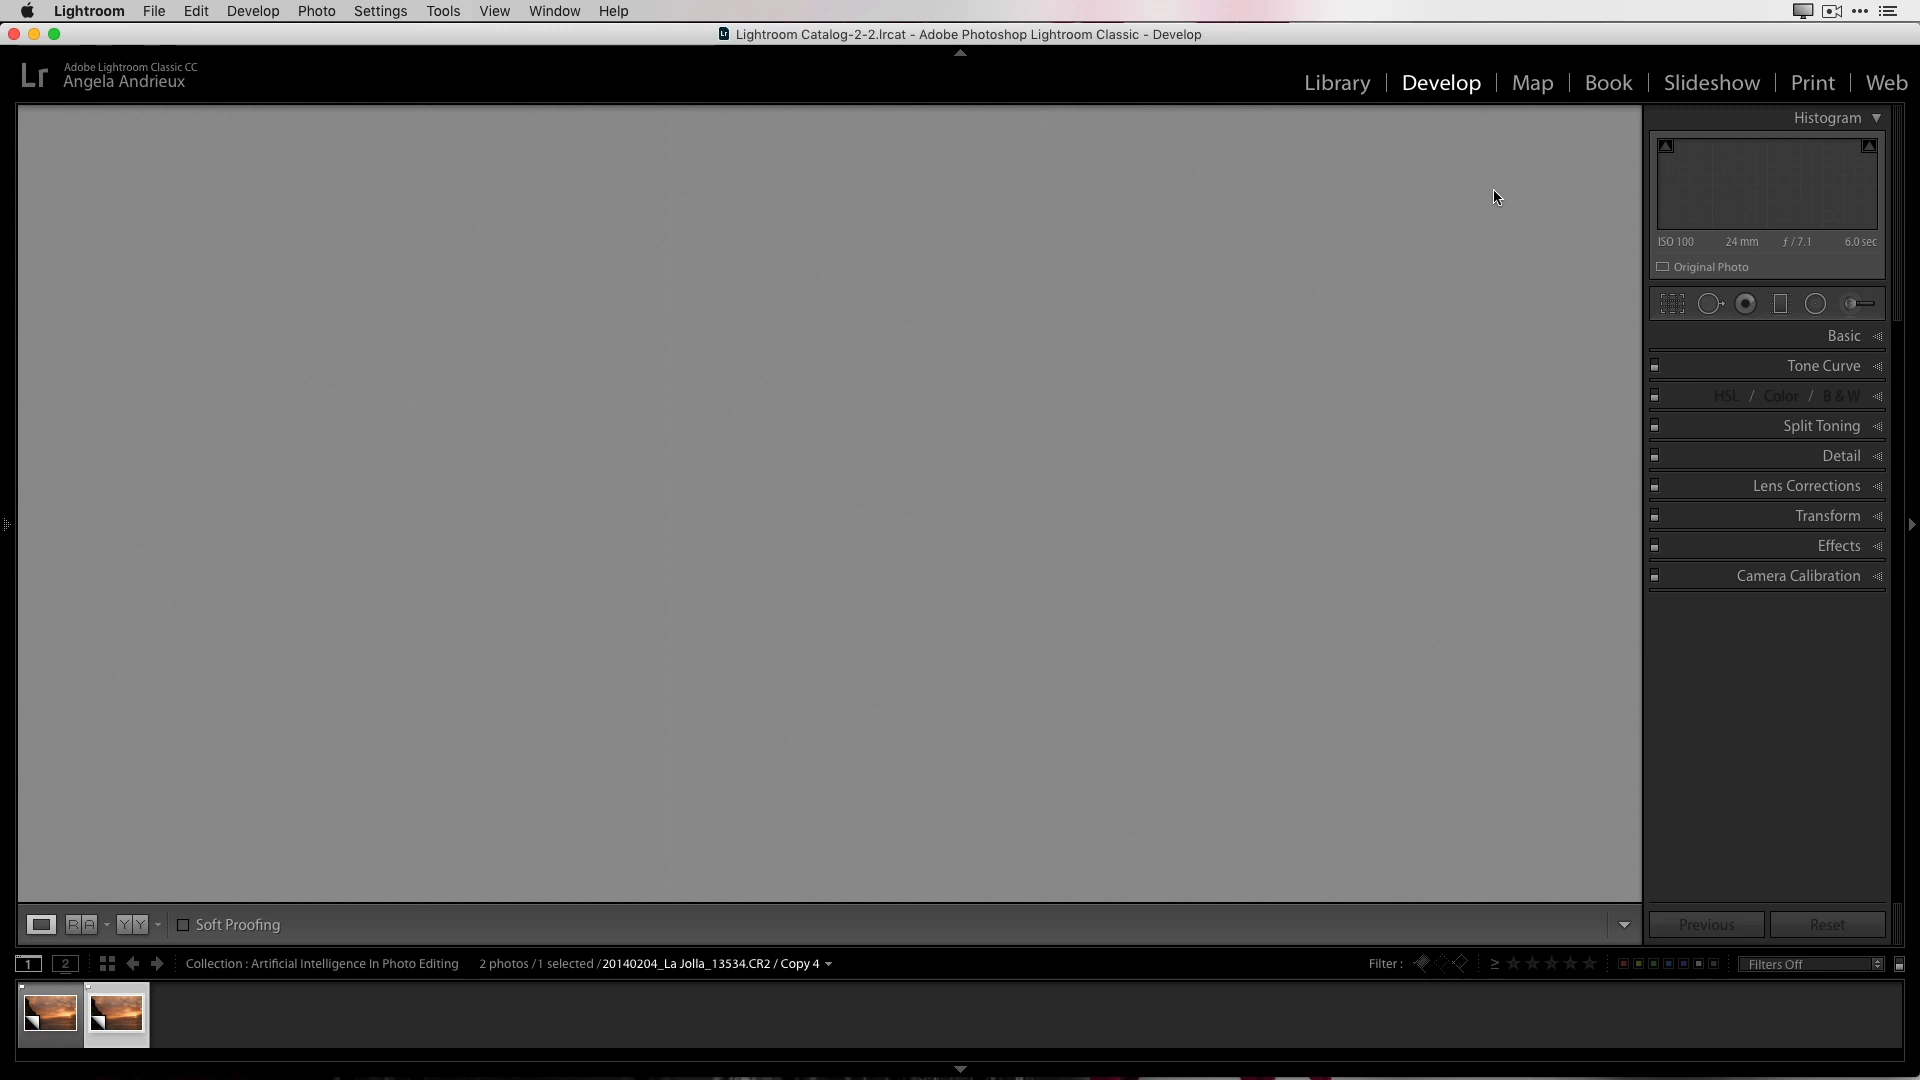 Lightroom File Edit Develop Photo Settings Tools View Window Help
Lightroom Catalog-2-2.lrcat - Adobe Photoshop Lightroom Classic - Develop
Lr
Adobe Lightroom Classic CC
Angela Andrieux
Library | Develop | Map | Book | Slideshow | Print | Web
Histogram
ISO 100 24 mm ƒ / 7.1 6.0 sec
Original Photo
Basic
Tone Curve
HSL / Color / B & W
Split Toning
Detail
Lens Corrections
Transform
Effects
Camera Calibration
R A Y Y Soft Proofing
Previous Reset
1 2 Collection : Artificial Intelligence In Photo Editing 2 photos / 1 selected / 20140204_La Jolla_13534.CR2 / Copy 4 Filter : ≥ Filters Off